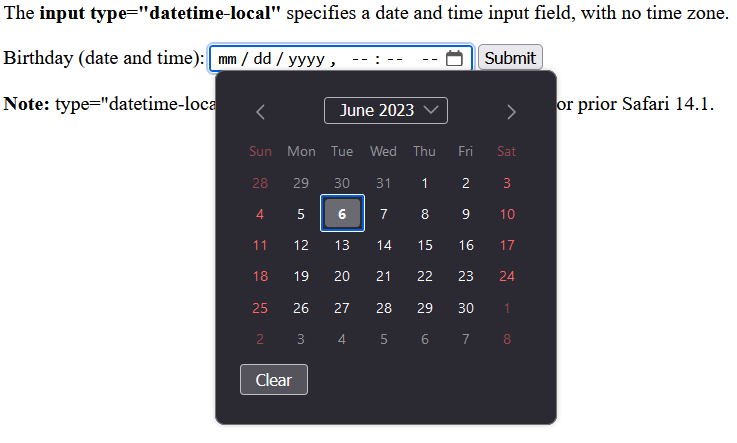 The input type="datetime-local" specifies a date and time input field, with no time zone.
Birthday (date and time): mm / dd / yyyy , -- : -- -- Submit
Note: type="datetime-loca or prior Safari 14.1.
June 2023
Sun Mon Tue Wed Thu Fri Sat
28 29 30 31 1 2 3
4 5 6 7 8 9 10
11 12 13 14 15 16 17
18 19 20 21 22 23 24
25 26 27 28 29 30 1
2 3 4 5 6 7 8
Clear